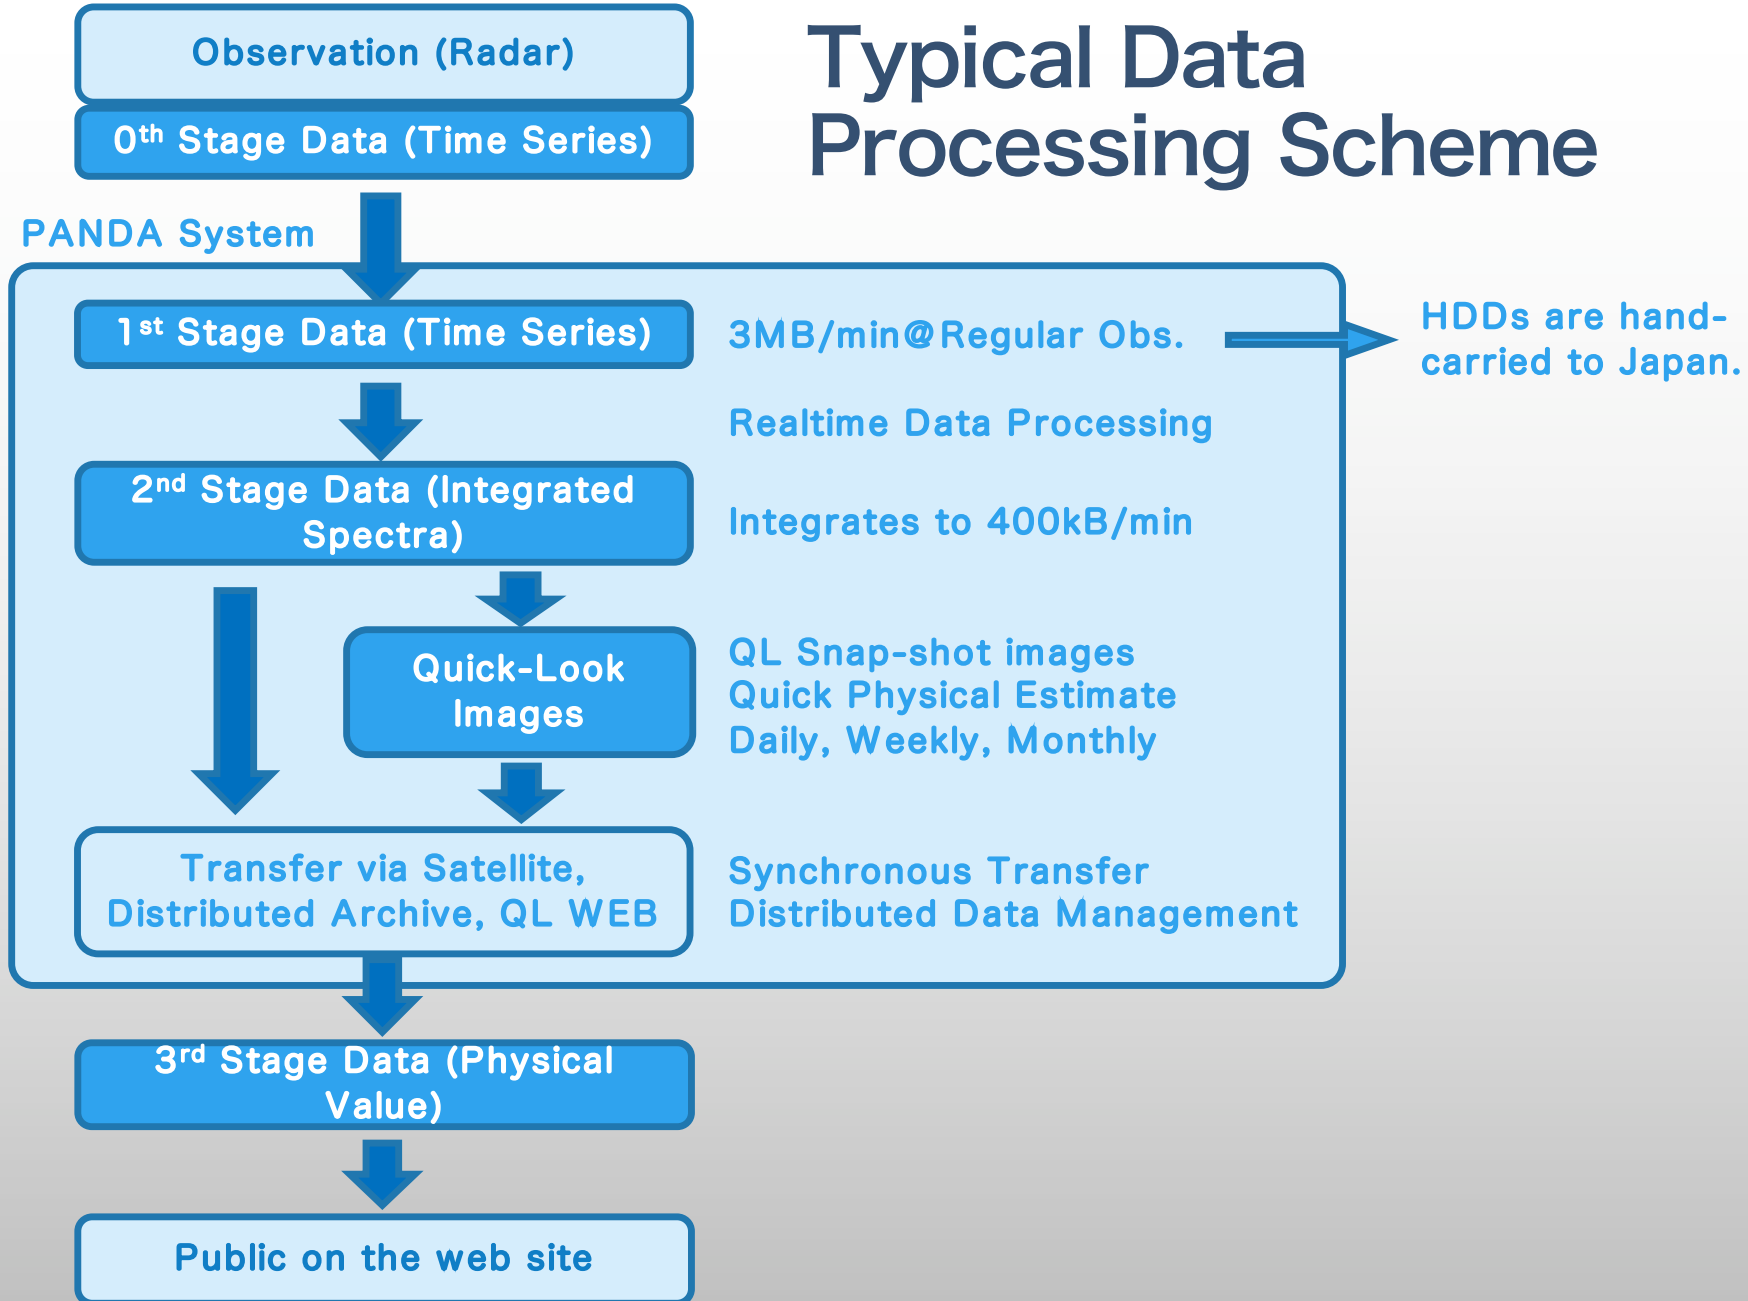 Observation (Radar)
Typical Data
Processing Scheme
0th Stage Data (Time Series)
PANDA System
1st Stage Data (Time Series)
3MB/min@Regular Obs.
HDDs are hand-
carried to Japan.
Realtime Data Processing
2nd Stage Data (Integrated
Spectra)
Integrates to 400kB/min
Quick-Look
Images
QL Snap-shot images
Quick Physical Estimate
Daily, Weekly, Monthly
Transfer via Satellite,
Distributed Archive, QL WEB
Synchronous Transfer
Distributed Data Management
3rd Stage Data (Physical
Value)
Public on the web site